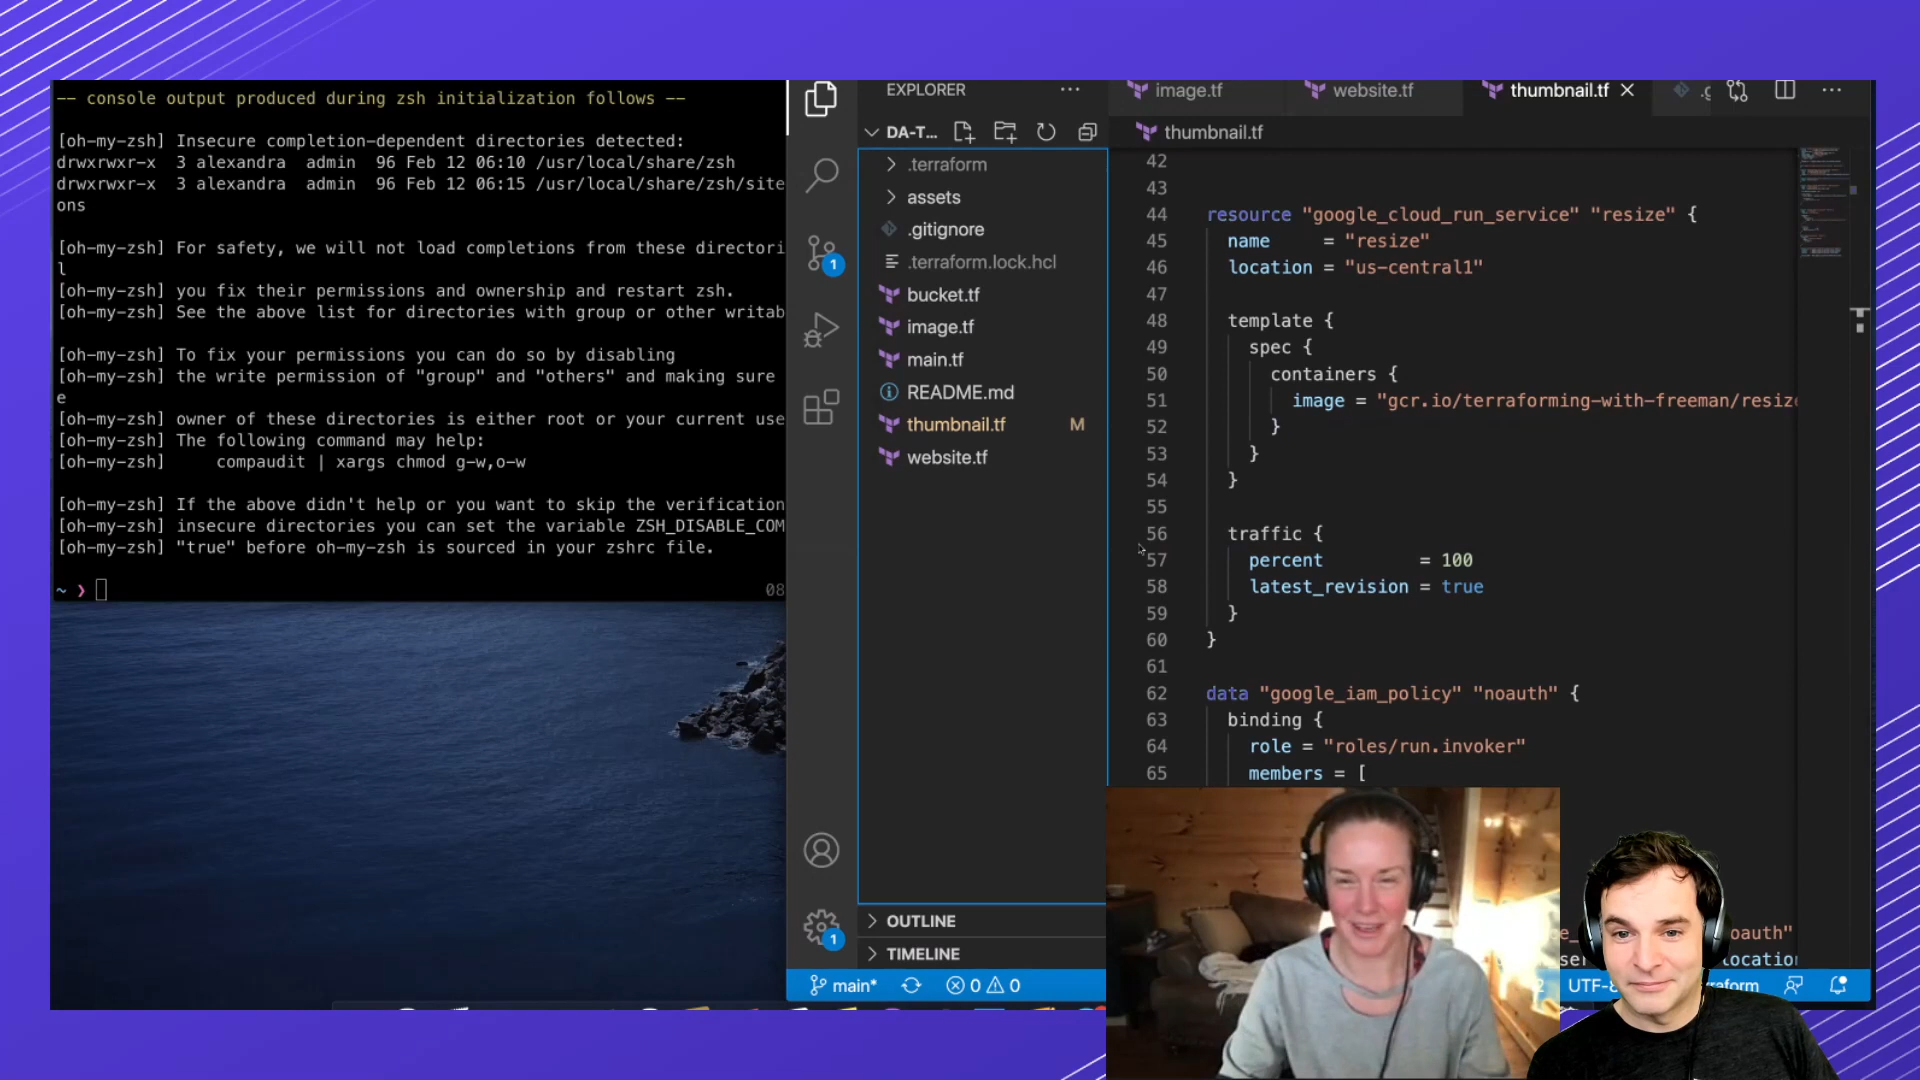 -- console output produced during zsh initialization follows --
[oh-my-zsh] Insecure completion-dependent directories detected:
drwxrwxr-x  3 alexandra  admin  96 Feb 12 06:10 /usr/local/share/zsh
drwxrwxr-x  3 alexandra  admin  96 Feb 12 06:15 /usr/local/share/zsh/site
ons
[oh-my-zsh] For safety, we will not load completions from these directori
l
[oh-my-zsh] you fix their permissions and ownership and restart zsh.
[oh-my-zsh] See the above list for directories with group or other writab
[oh-my-zsh] To fix your permissions you can do so by disabling
[oh-my-zsh] the write permission of "group" and "others" and making sure
e
[oh-my-zsh] owner of these directories is either root or your current use
[oh-my-zsh] The following command may help:
[oh-my-zsh]     compaudit | xargs chmod g-w,o-w
[oh-my-zsh] If the above didn't help or you want to skip the verification
[oh-my-zsh] insecure directories you can set the variable ZSH_DISABLE_COM
[oh-my-zsh] "true" before oh-my-zsh is sourced in your zshrc file.
~ ❯ 08
1
1
EXPLORER ···
DA-T...
.terraform
assets
.gitignore
.terraform.lock.hcl
bucket.tf
image.tf
main.tf
README.md
thumbnail.tf M
website.tf
OUTLINE
TIMELINE
image.tf website.tf thumbnail.tf ···
thumbnail.tf
42
43
44 resource "google_cloud_run_service" "resize" {
45 name     = "resize"
46 location = "us-central1"
47
48 template {
49 spec {
50 containers {
51 image = "gcr.io/terraforming-with-freeman/resize
52 }
53 }
54 }
55
56 traffic {
57 percent         = 100
58 latest_revision = true
59 }
60 }
61
62 data "google_iam_policy" "noauth" {
63 binding {
64 role = "roles/run.invoker"
65 members = [
oauth"
location
main* 0 0 UTF-8 raform